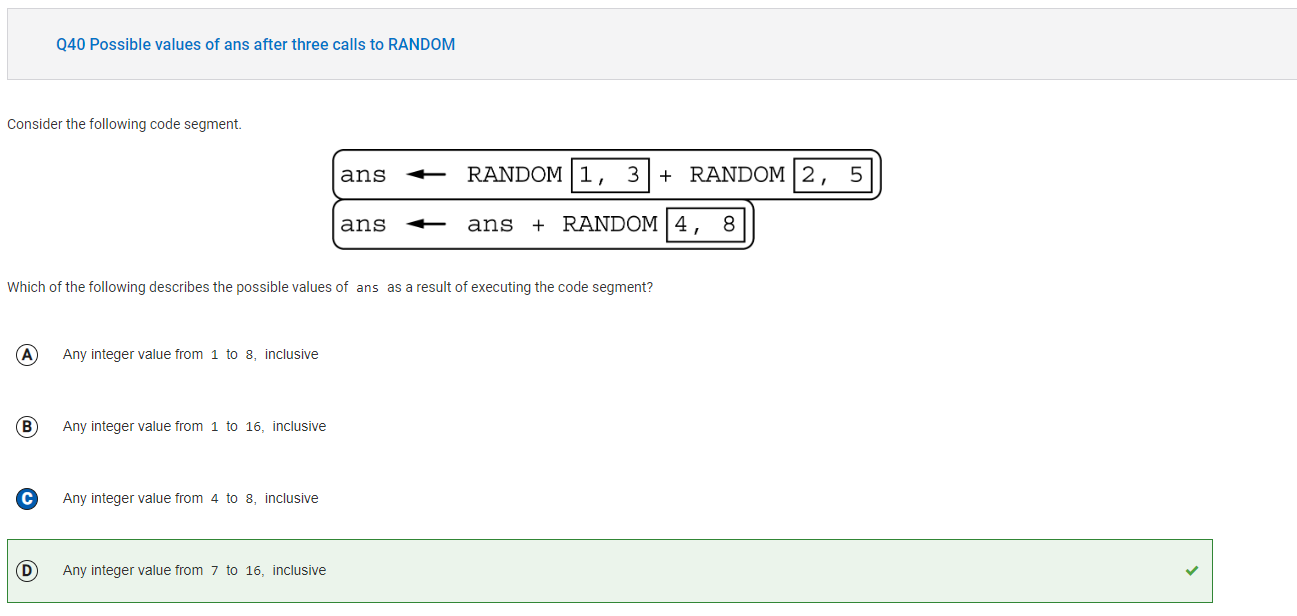 Q40 Possible values of ans after three calls to RANDOM
Consider the following code segment.
ans ← RANDOM 1, 3 + RANDOM 2, 5
ans ← ans + RANDOM 4, 8
Which of the following describes the possible values of ans as a result of executing the code segment?
A Any integer value from 1 to 8, inclusive
B Any integer value from 1 to 16, inclusive
C Any integer value from 4 to 8, inclusive
D Any integer value from 7 to 16, inclusive